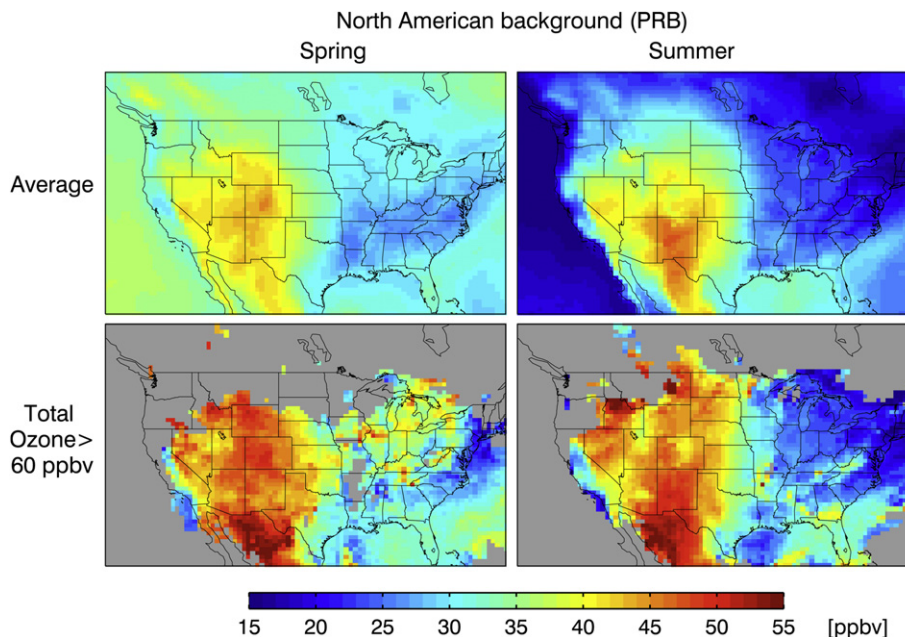 North American background (PRB)
Spring
Summer
Average
Total
Ozone>
60 ppbv
15 20 25 30 35 40 45 50 55 [ppbv]